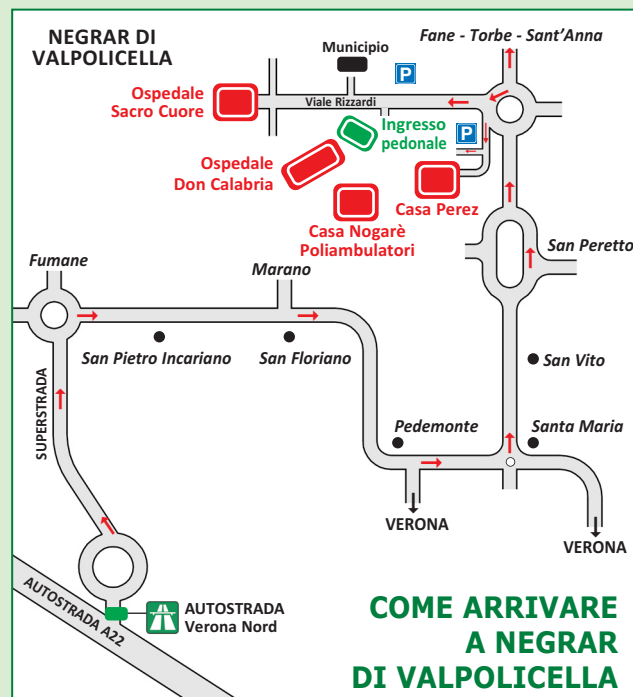 NEGRAR DI
VALPOLICELLA
Municipio
Fane - Torbe - Sant'Anna
P
Ospedale
Sacro Cuore
Viale Rizzardi
Ingresso
pedonale
P
Ospedale
Don Calabria
Casa Perez
Casa Nogarè
Poliambulatori
San Peretto
Fumane
Marano
San Pietro Incariano
San Floriano
San Vito
SUPERSTRADA
Pedemonte
Santa Maria
VERONA
VERONA
AUTOSTRADA A22
AUTOSTRADA
Verona Nord
COME ARRIVARE
A NEGRAR
DI VALPOLICELLA